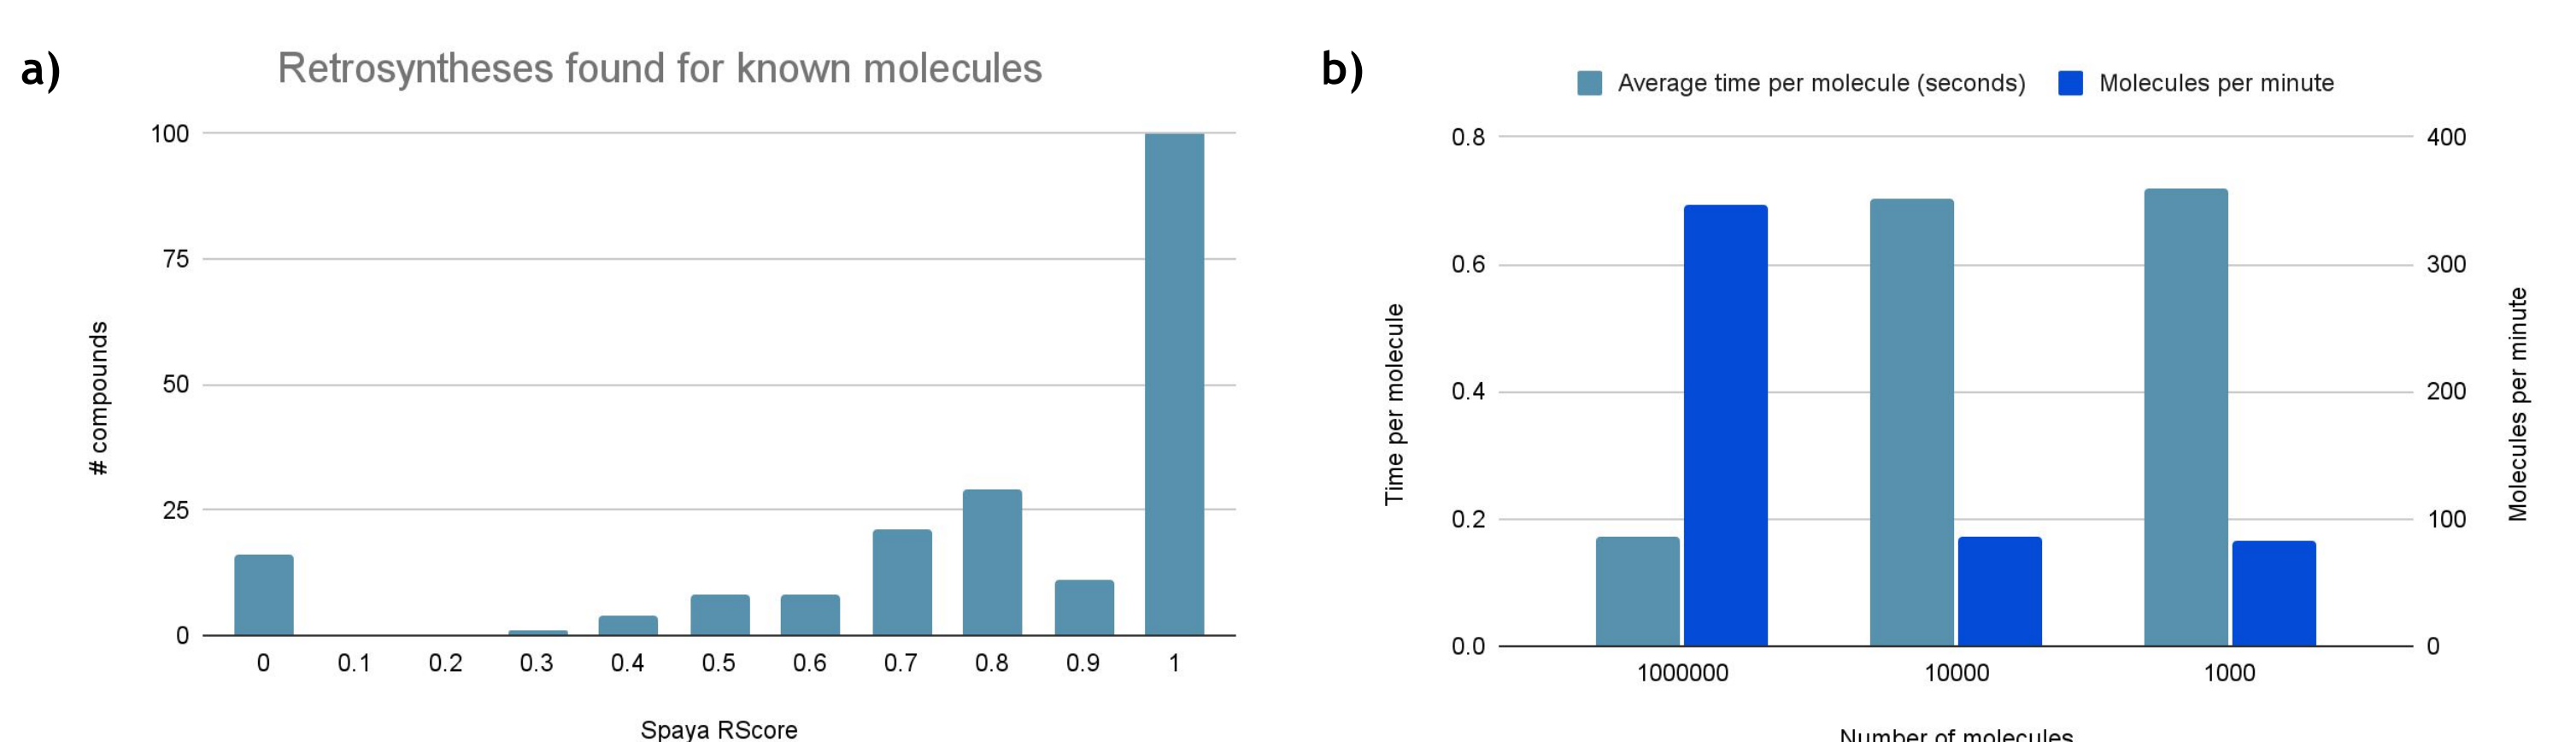 a)
Retrosyntheses found for known molecules
# compounds
100
75
50
25
0
0 0.1 0.2 0.3 0.4 0.5 0.6 0.7 0.8 0.9 1
Spaya RScore
b)
Average time per molecule (seconds) Molecules per minute
Time per molecule
0.8
0.6
0.4
0.2
0.0
400
300
200
100
0
Molecules per minute
1000000 10000 1000
Number of molecules